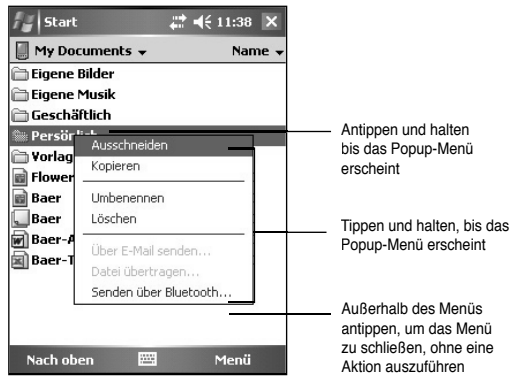 Start 11:38
My Documents Name
Eigene Bilder
Eigene Musik
Geschäftlich
Persönlich
Ausschneiden
Kopieren
Umbenennen
Löschen
Über E-Mail senden...
Datei übertragen...
Senden über Bluetooth...
Vorlag
Flower
Baer
Baer
Baer-A
Baer-T
Nach oben Menü
Antippen und halten
bis das Popup-Menü
erscheint
Tippen und halten, bis das
Popup-Menü erscheint
Außerhalb des Menüs
antippen, um das Menü
zu schließen, ohne eine
Aktion auszuführen